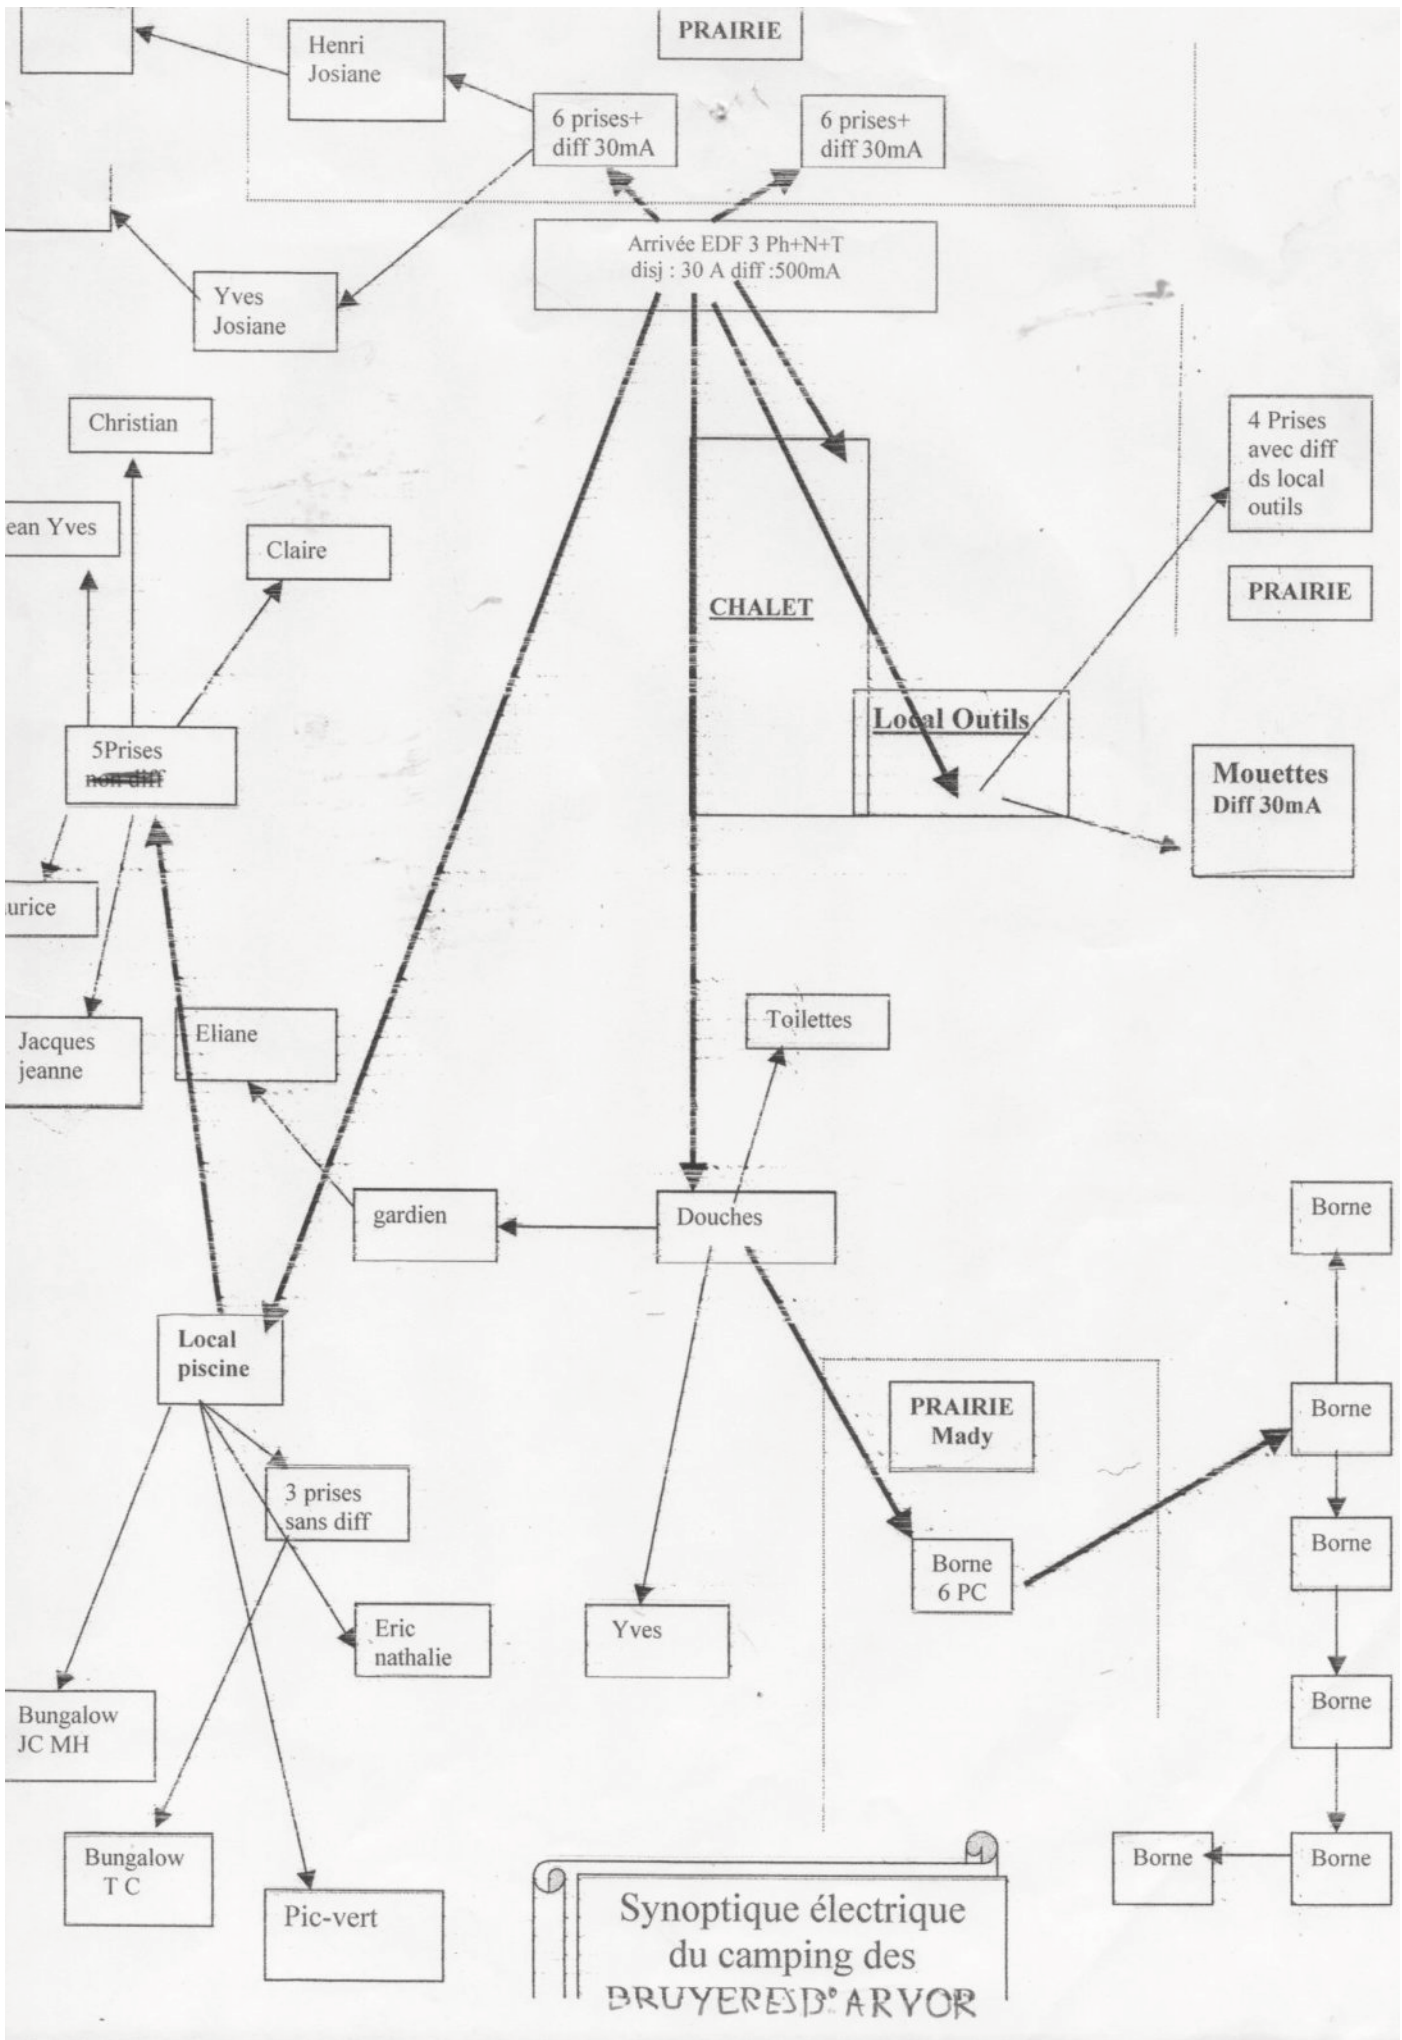 PRAIRIE
Henri
Josiane
6 prises+
diff 30mA
6 prises+
diff 30mA
Arrivée EDF 3 Ph+N+T
disj : 30 A diff :500mA
Yves
Josiane
Christian
4 Prises
avec diff
ds local
outils
ean Yves
Claire
PRAIRIE
CHALET
Local Outils
5Prises
non diff
Mouettes
Diff 30mA
urice
Jacques
jeanne
Eliane
Toilettes
gardien
Douches
Borne
Local
piscine
PRAIRIE
Mady
Borne
3 prises
sans diff
Borne
6 PC
Borne
Eric
nathalie
Yves
Bungalow
JC MH
Borne
Bungalow
T C
Pic-vert
Borne
Borne
Synoptique électrique
du camping des
BRUYERES D'ARVOR